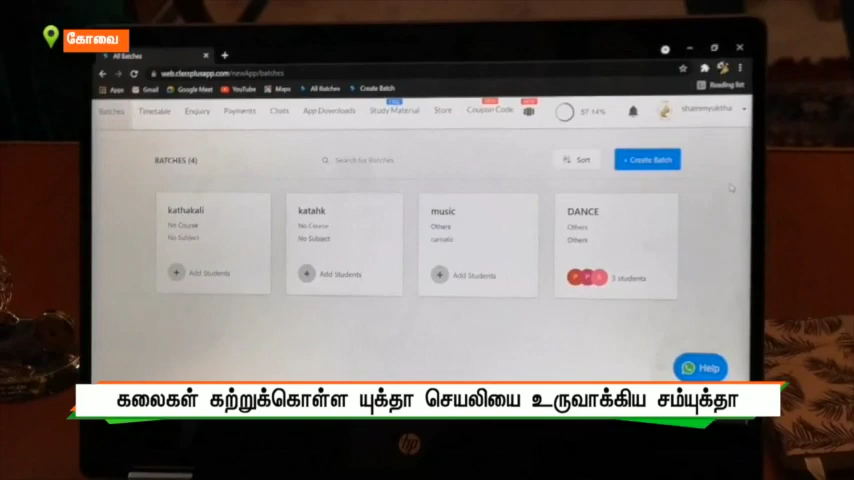 கோவை
All Batches
web.classplusapp.com/newApp/batches
Apps Gmail Google Meet YouTube Maps All Batches Create Batch Reading list
Batches Timetable Enquiry Payments Chats App Downloads Study Material Store Coupon Code 57.14%
BATCHES (4) Search for Batches Sort + Create Batch
kathakali katahk music DANCE
No Course No Course Others Others
No Subject No Subject Others
+ Add Students + Add Students + Add Students 3 students
Help
கலைகள் கற்றுக்கொள்ள யுக்தா செயலியை உருவாக்கிய சம்யுக்தா
hp